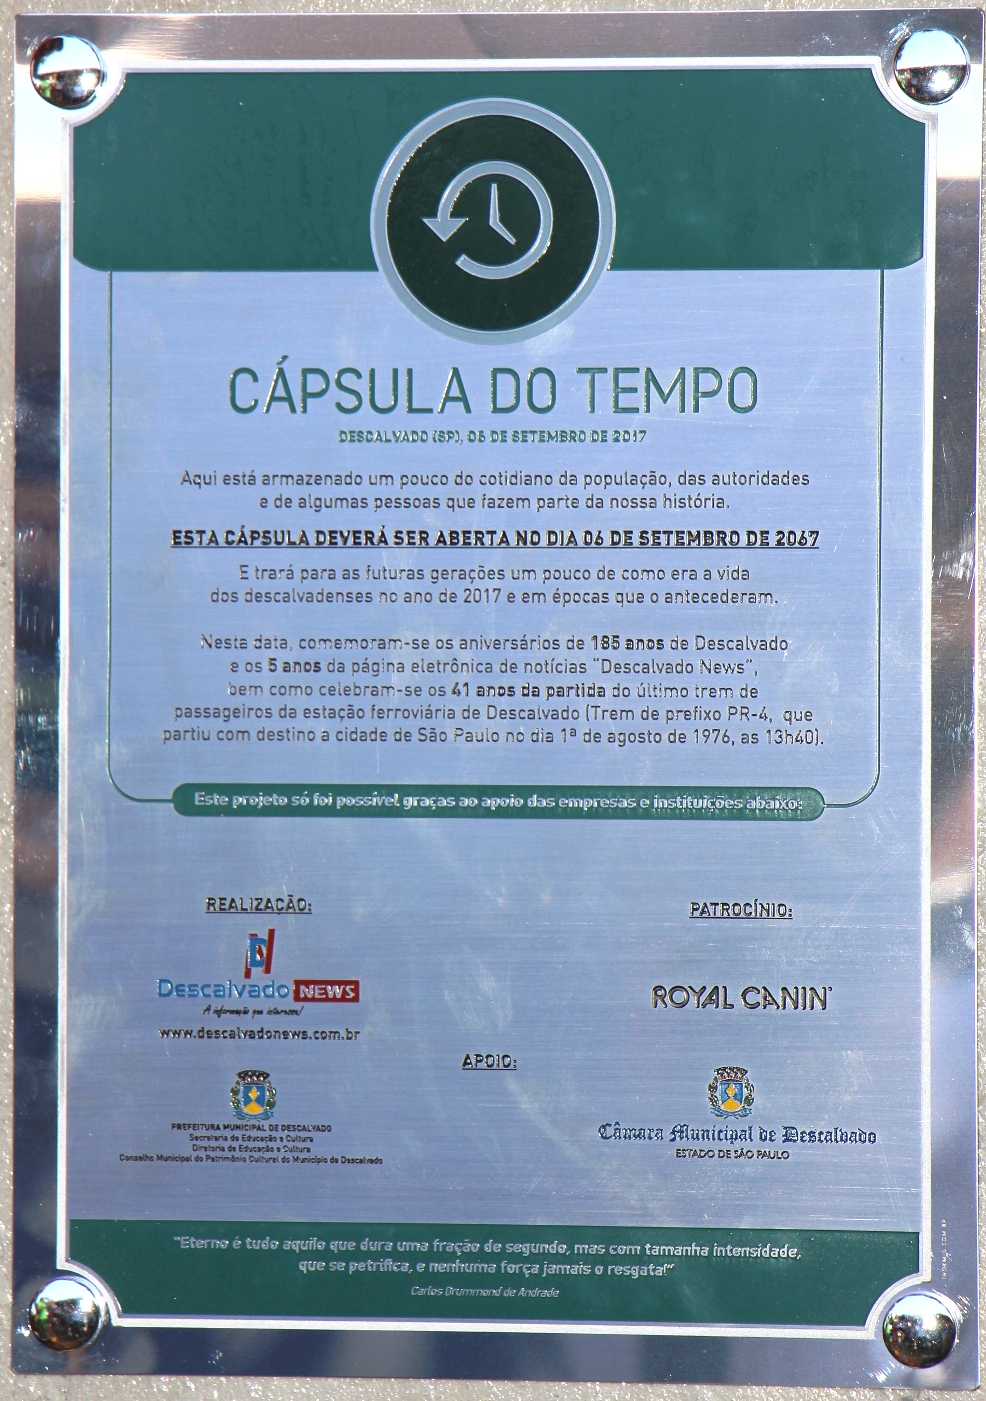 CÁPSULA DO TEMPO
DESCALVADO (SP), 06 DE SETEMBRO DE 2017
Aqui está armazenado um pouco do cotidiano da população, das autoridades
e de algumas pessoas que fazem parte da nossa história.
ESTA CÁPSULA DEVERÁ SER ABERTA NO DIA 06 DE SETEMBRO DE 2067
E trará para as futuras gerações um pouco de como era a vida
dos descalvadenses no ano de 2017 e em épocas que o antecederam.
Nesta data, comemoram-se os aniversários de 185 anos de Descalvado
e os 5 anos da página eletrônica de notícias "Descalvado News",
bem como celebram-se os 41 anos da partida do último trem de
passageiros da estação ferroviária de Descalvado (Trem de prefixo PR-4, que
partiu com destino a cidade de São Paulo no dia 1ª de agosto de 1976, as 13h40).
Este projeto só foi possível graças ao apoio das empresas e instituições abaixo:
REALIZAÇÃO:
Descalvado NEWS
A informação que interessa!
www.descalvadonews.com.br
PATROCÍNIO:
ROYAL CANIN
APOIO:
PREFEITURA MUNICIPAL DE DESCALVADO
Secretaria de Educação e Cultura
Diretoria de Educação e Cultura
Conselho Municipal do Patrimônio Cultural do Município de Descalvado
Câmara Municipal de Descalvado
ESTADO DE SÃO PAULO
"Eterno é tudo aquilo que dura uma fração de segundo, mas com tamanha intensidade,
que se petrifica, e nenhuma força jamais o resgata!"
Carlos Drummond de Andrade